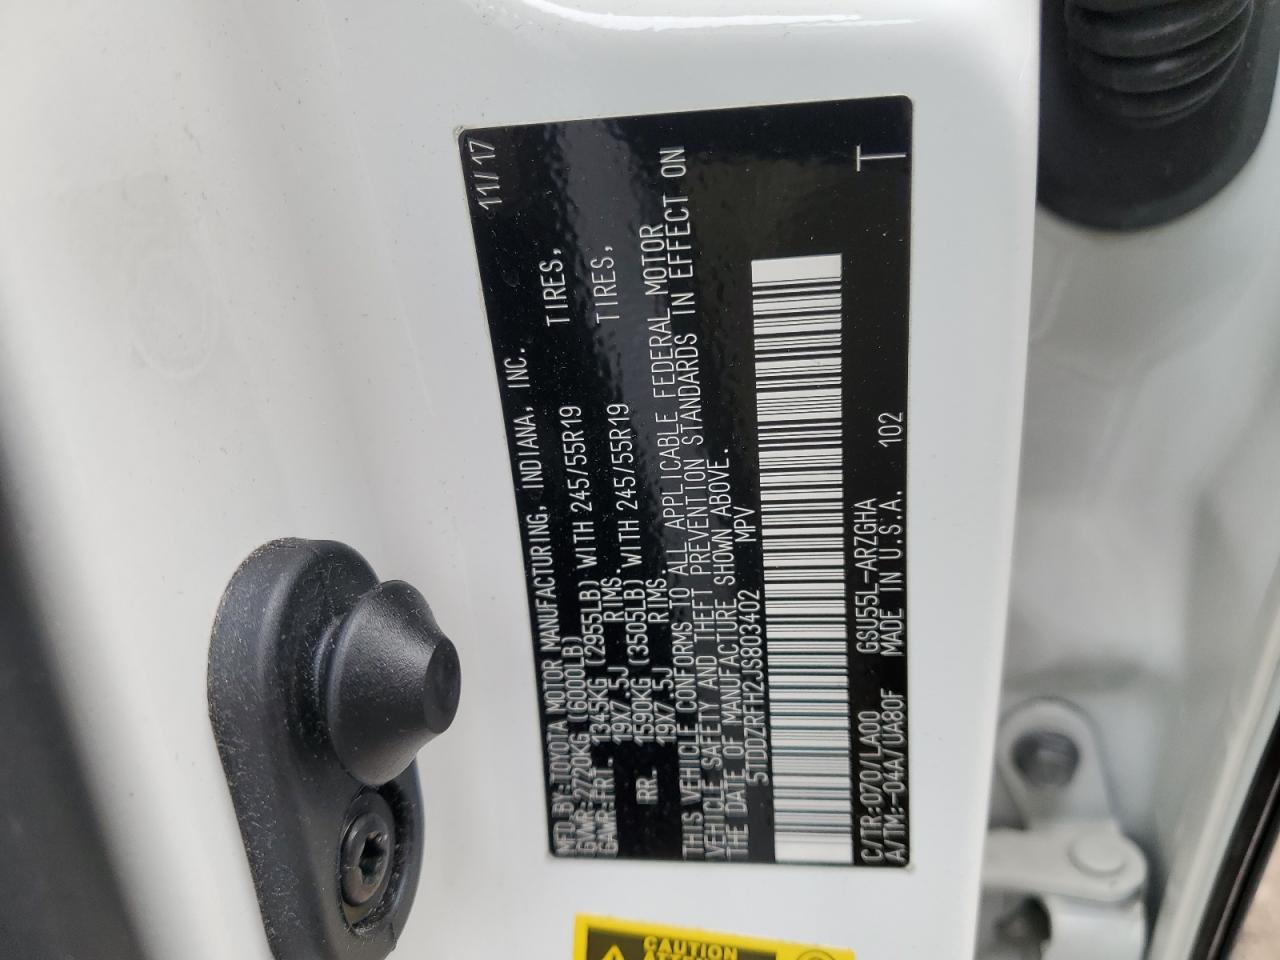 MFD.BY:TOYOTA MOTOR MANUFACTURING, INDIANA, INC. 11/17
GVWR:2720KG (6000LB)
GAWR:FRT. 1345KG (2955LB) WITH 245/55R19 TIRES,
19X7.5J RIMS.
RR. 1590KG (3505LB) WITH 245/55R19 TIRES,
19X7.5J RIMS.
THIS VEHICLE CONFORMS TO ALL APPLICABLE FEDERAL MOTOR
VEHICLE SAFETY AND THEFT PREVENTION STANDARDS IN EFFECT ON
THE DATE OF MANUFACTURE SHOWN ABOVE.
5TDDZRFH2JS803402 MPV
C/TR:070/LA00 GSU55L-ARZGHA T
A/TM:-04A/UA80F MADE IN U.S.A. 102
CAUTION